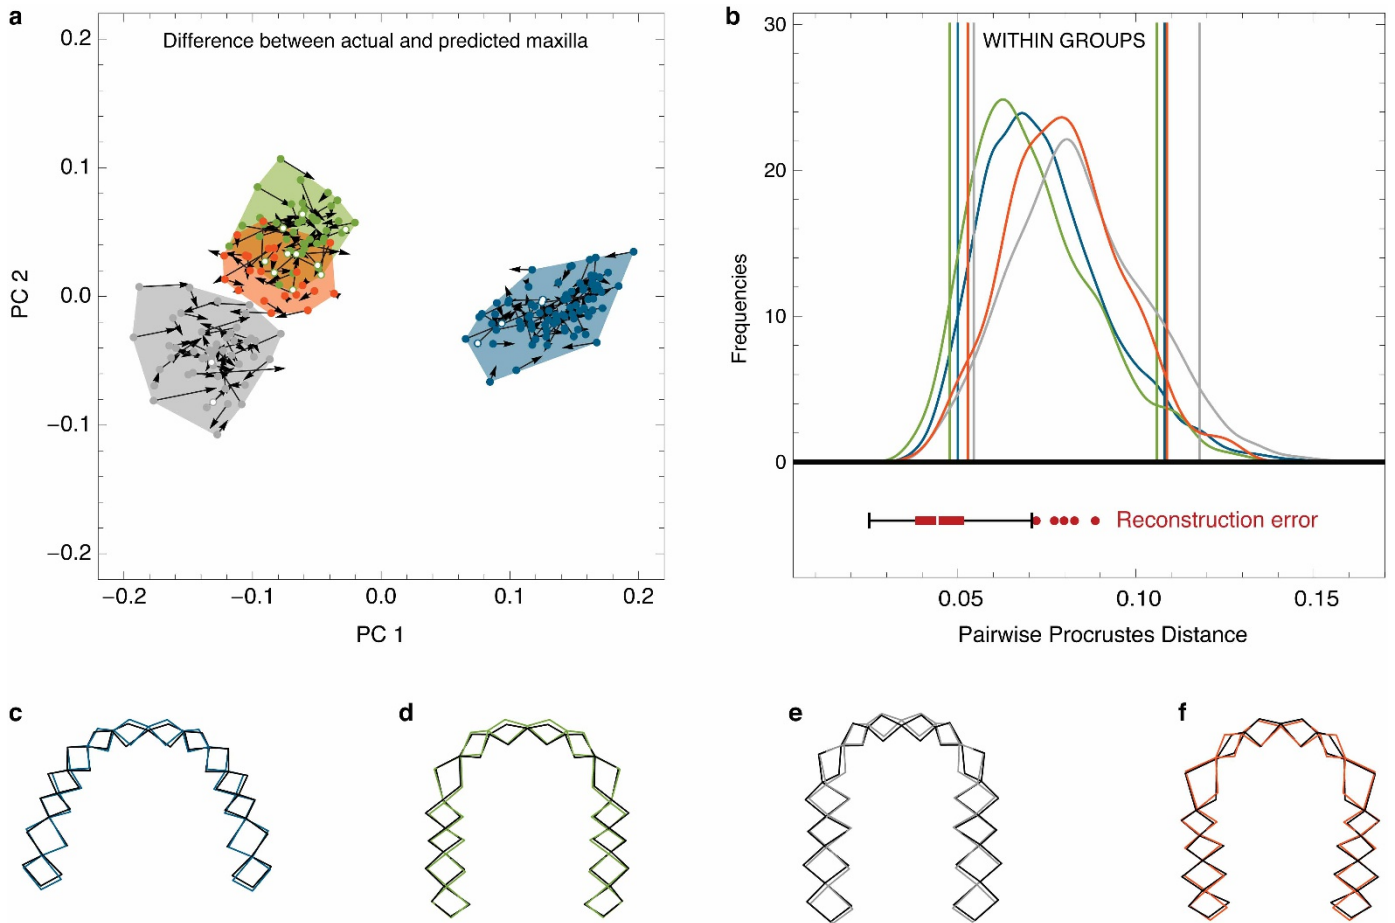 a
Difference between actual and predicted maxilla
0.2
0.1
0.0
−0.1
−0.2
PC 2
−0.2
−0.1
0.0
0.1
0.2
PC 1
b
WITHIN GROUPS
30
20
10
0
Frequencies
Reconstruction error
0.05
0.10
0.15
Pairwise Procrustes Distance
c
d
e
f